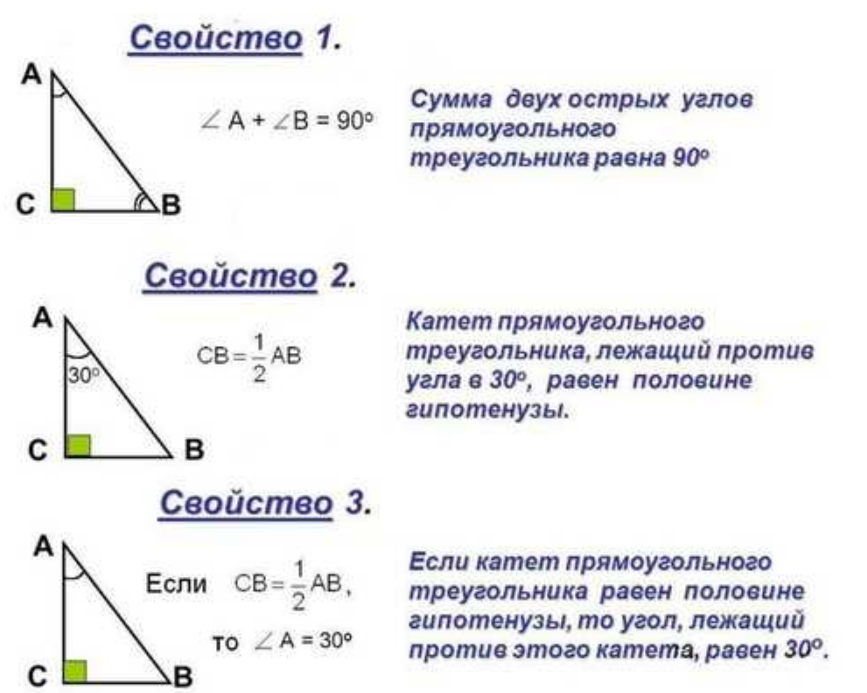 Свойство 1.
A
∠ A + ∠B = 90º
Сумма двух острых углов
прямоугольного
треугольника равна 90º
C
B
Свойство 2.
A
30º
CB = 1/2 AB
Катет прямоугольного
треугольника, лежащий против
угла в 30º, равен половине
гипотенузы.
C
B
Свойство 3.
A
Если CB = 1/2 AB,
то ∠ A = 30º
Если катет прямоугольного
треугольника равен половине
гипотенузы, то угол, лежащий
против этого катета, равен 30º.
C
B